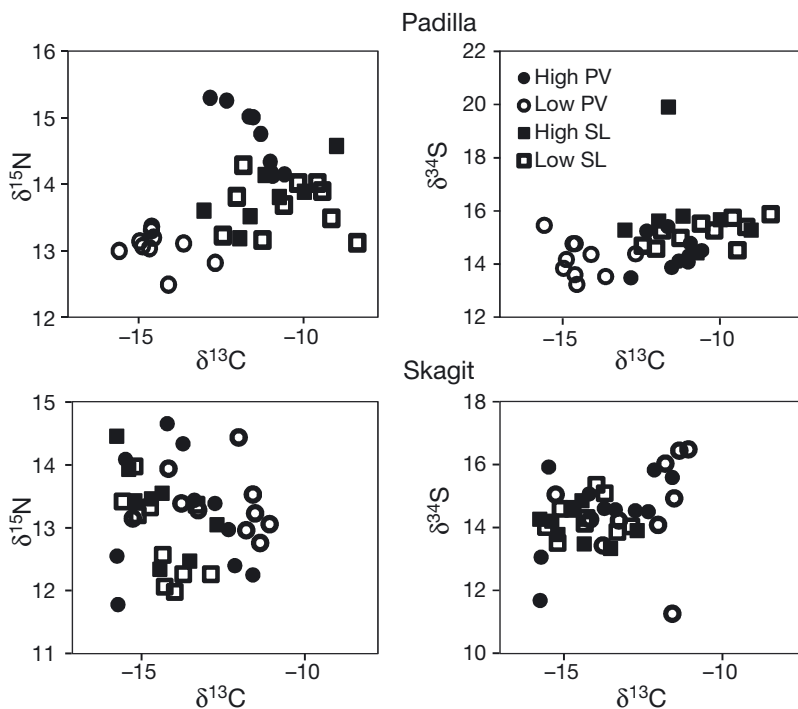 Padilla
16
15
14
13
12
δ15N
−15
−10
δ13C
22
20
18
16
14
12
δ34S
High PV
Low PV
High SL
Low SL
−15
−10
δ13C
Skagit
15
14
13
12
11
δ15N
−15
−10
δ13C
18
16
14
12
10
δ34S
−15
−10
δ13C